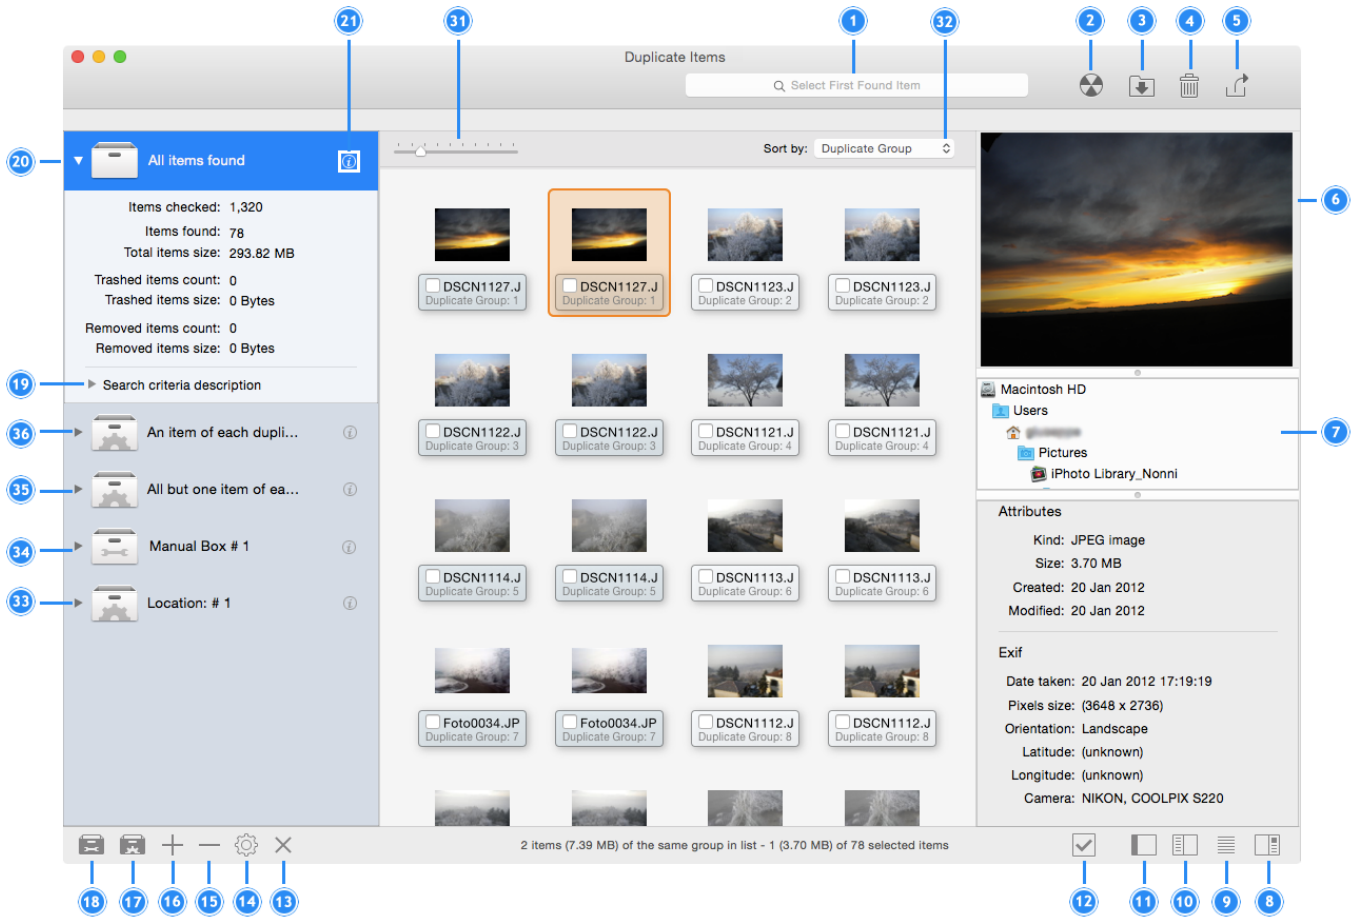 21
31
1
32
2
3
4
5
Duplicate Items
Select First Found Item
20
All items found
Sort by: Duplicate Group
6
Items checked: 1,320
Items found: 78
Total items size: 293.82 MB
Trashed items count: 0
Trashed items size: 0 Bytes
Removed items count: 0
Removed items size: 0 Bytes
19
Search criteria description
36
An item of each dupli...
35
All but one item of ea...
34
Manual Box # 1
33
Location: # 1
DSCN1127.J
Duplicate Group: 1
DSCN1127.J
Duplicate Group: 1
DSCN1123.J
Duplicate Group: 2
DSCN1123.J
Duplicate Group: 2
DSCN1122.J
Duplicate Group: 3
DSCN1122.J
Duplicate Group: 3
DSCN1121.J
Duplicate Group: 4
DSCN1121.J
Duplicate Group: 4
DSCN1114.J
Duplicate Group: 5
DSCN1114.J
Duplicate Group: 5
DSCN1113.J
Duplicate Group: 6
DSCN1113.J
Duplicate Group: 6
Foto0034.JP
Duplicate Group: 7
Foto0034.JP
Duplicate Group: 7
DSCN1112.J
Duplicate Group: 8
DSCN1112.J
Duplicate Group: 8
Macintosh HD
Users
Pictures
iPhoto Library_Nonni
7
Attributes
Kind: JPEG image
Size: 3.70 MB
Created: 20 Jan 2012
Modified: 20 Jan 2012
Exif
Date taken: 20 Jan 2012 17:19:19
Pixels size: (3648 x 2736)
Orientation: Landscape
Latitude: (unknown)
Longitude: (unknown)
Camera: NIKON, COOLPIX S220
2 items (7.39 MB) of the same group in list - 1 (3.70 MB) of 78 selected items
18
17
16
15
14
13
12
11
10
9
8